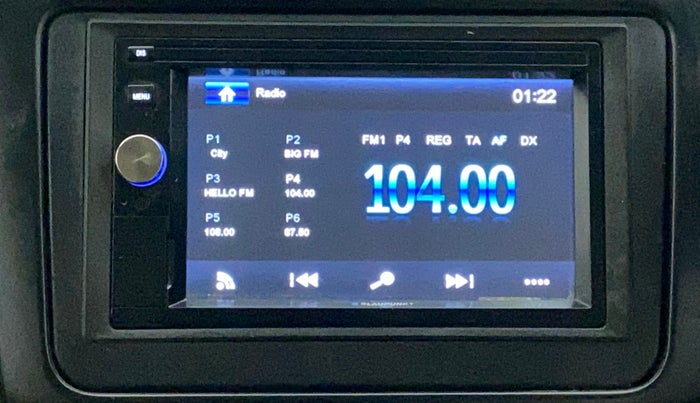 DIS
MENU
Radio
01:22
P1 P2
City BIG FM
P3 P4
HELLO FM 104.00
P5 P6
108.00 87.50
FM1 P4 REG TA AF DX
104.00
BLAUPUNKT